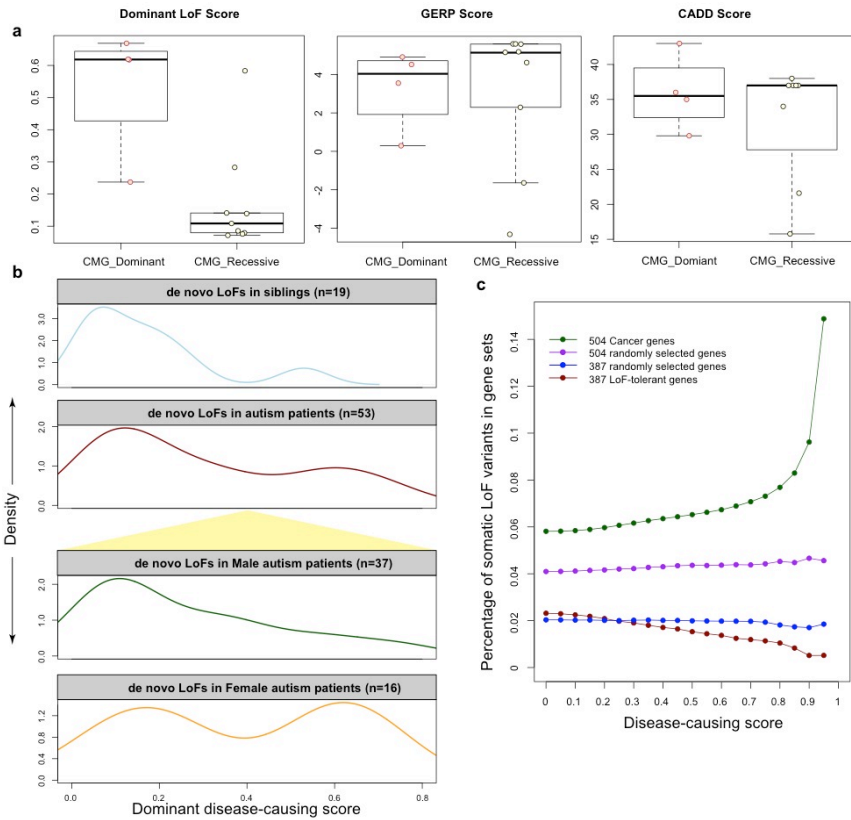 Dominant LoF Score
GERP Score
CADD Score
a
0.6
0.5
0.4
0.3
0.2
0.1
CMG_Dominant
CMG_Recessive
4
2
0
-2
-4
CMG_Dominant
CMG_Recessive
40
35
30
25
20
15
CMG_Domiant
CMG_Recessive
b
de novo LoFs in siblings (n=19)
3.0
2.0
1.0
0.0
de novo LoFs in autism patients (n=53)
2.0
1.0
0.0
de novo LoFs in Male autism patients (n=37)
2.0
1.0
0.0
de novo LoFs in Female autism patients (n=16)
1.2
0.8
0.4
0.0
Density
0.0
0.2
0.4
0.6
0.8
Dominant disease-causing score
c
504 Cancer genes
504 randomly selected genes
387 randomly selected genes
387 LoF-tolerant genes
Percentage of somatic LoF variants in gene sets
0.14
0.12
0.1
0.08
0.06
0.04
0.02
0
0
0.1
0.2
0.3
0.4
0.5
0.6
0.7
0.8
0.9
1
Disease-causing score